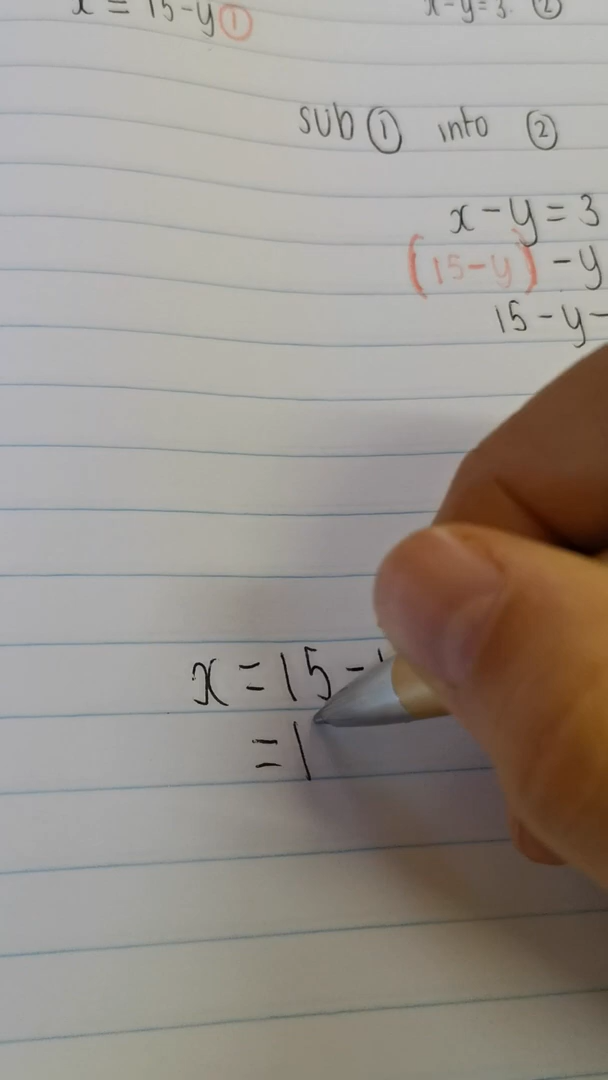 x = 15-y ①
x-y=3. ②
sub ① into ②
x-y=3
(15-y) -y
15-y-
x=15-
=1